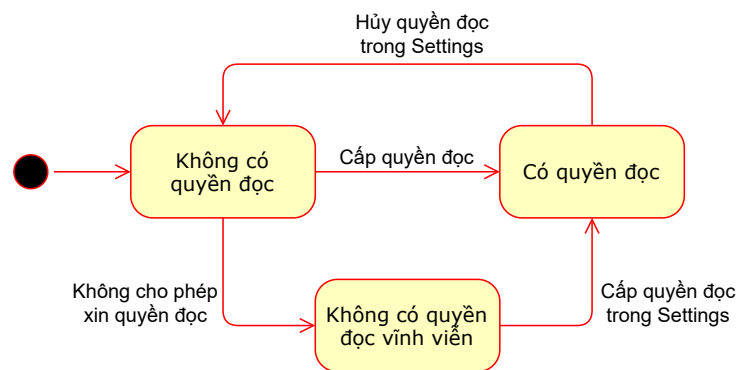 Hủy quyền đọc
trong Settings
Không có
quyền đọc
Cấp quyền đọc
Có quyền đọc
Không cho phép
xin quyền đọc
Không có quyền
đọc vĩnh viễn
Cấp quyền đọc
trong Settings